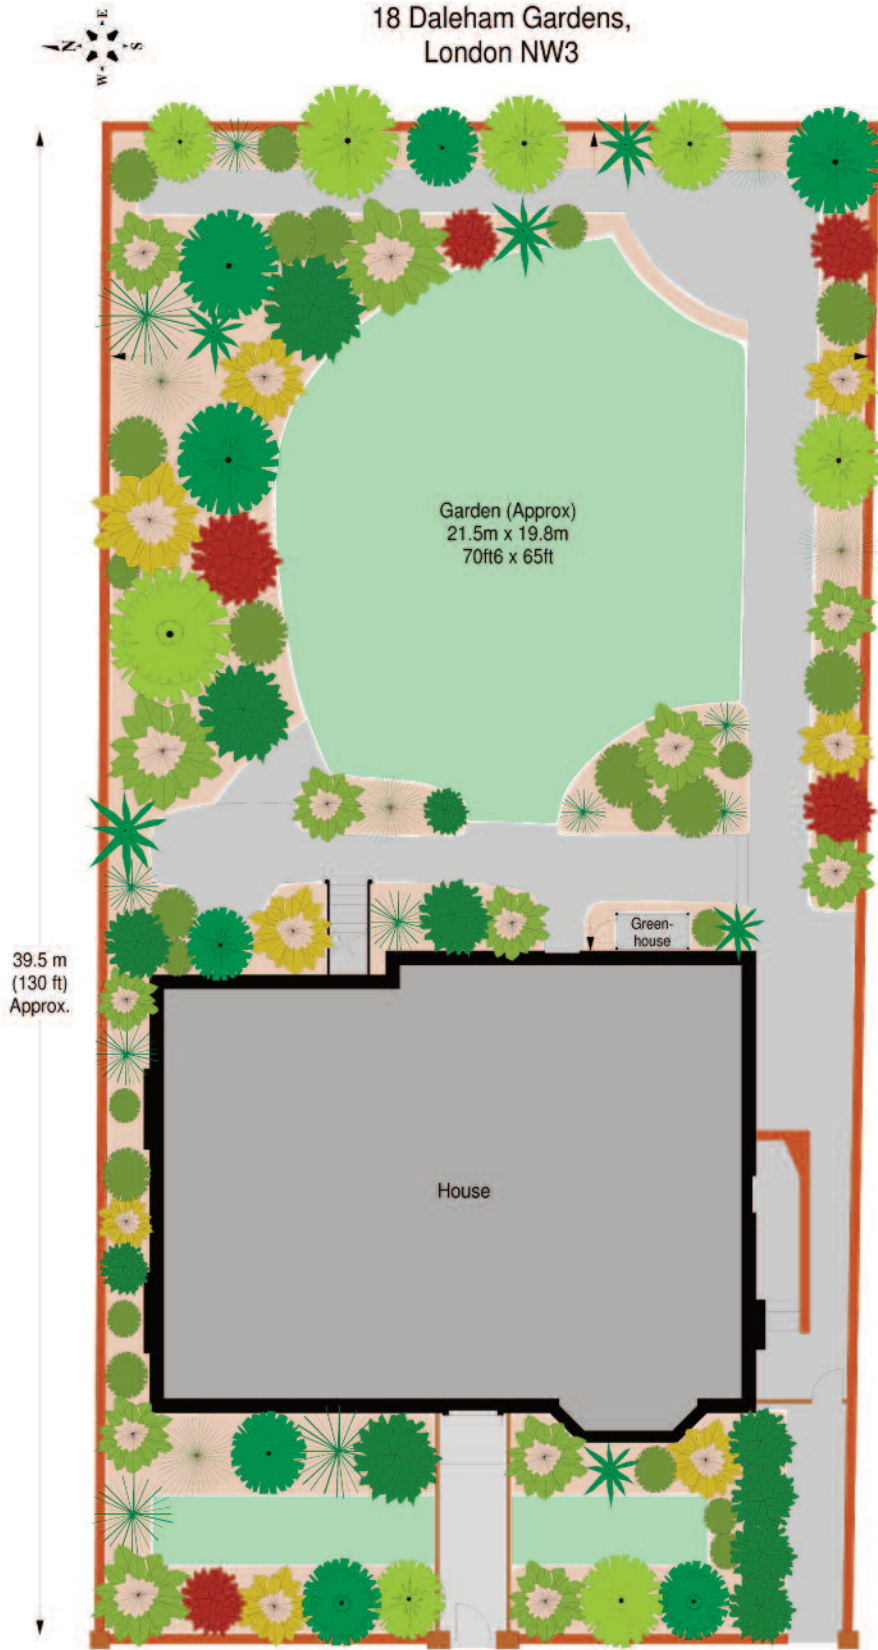 18 Daleham Gardens,
London NW3
E
N
S
W
Garden (Approx)
21.5m x 19.8m
70ft6 x 65ft
Green-
house
39.5 m
(130 ft)
Approx.
House